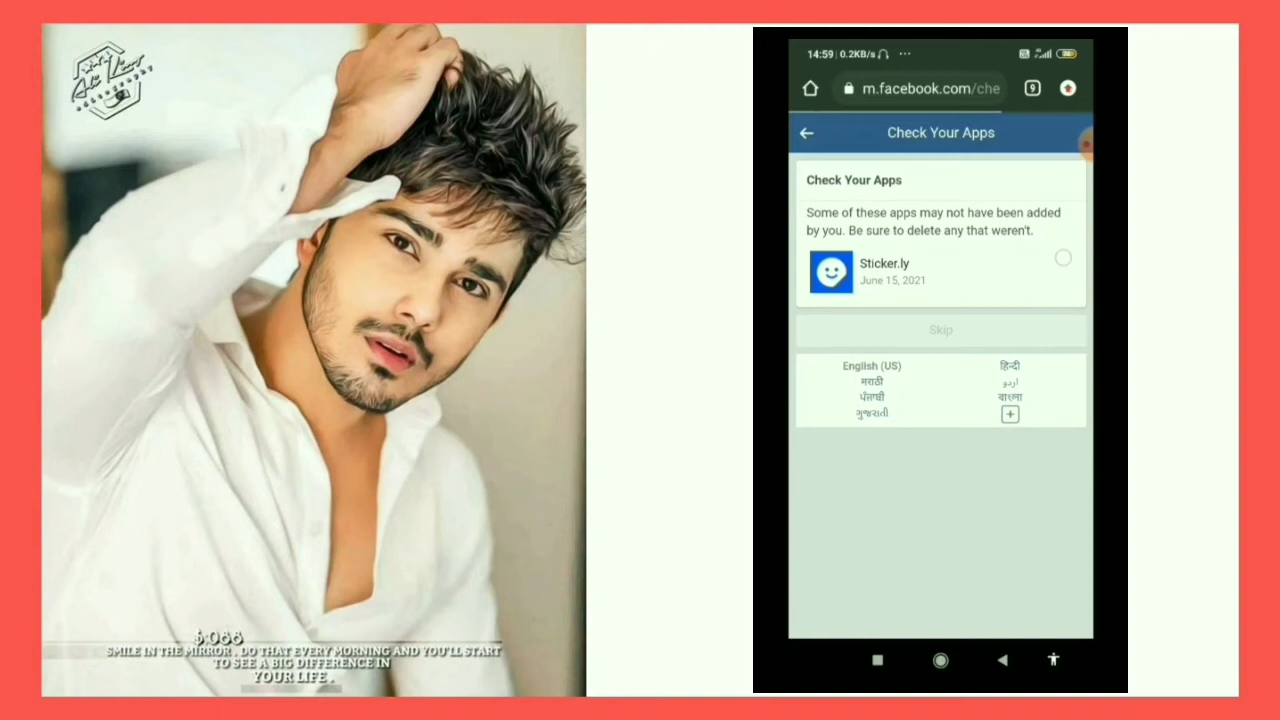 $:066
SMILE IN THE MIRROR . DO THAT EVERY MORNING AND YOU'LL START
TO SEE A BIG DIFFERENCE IN
YOUR LIFE .
14:59 | 0.2KB/s ...
m.facebook.com/che
9
Check Your Apps
Check Your Apps
Some of these apps may not have been added
by you. Be sure to delete any that weren't.
Sticker.ly
June 15, 2021
Skip
English (US)
हिन्दी
मराठी
اردو
ਪੰਜਾਬੀ
বাংলা
ગુજરાતી
+